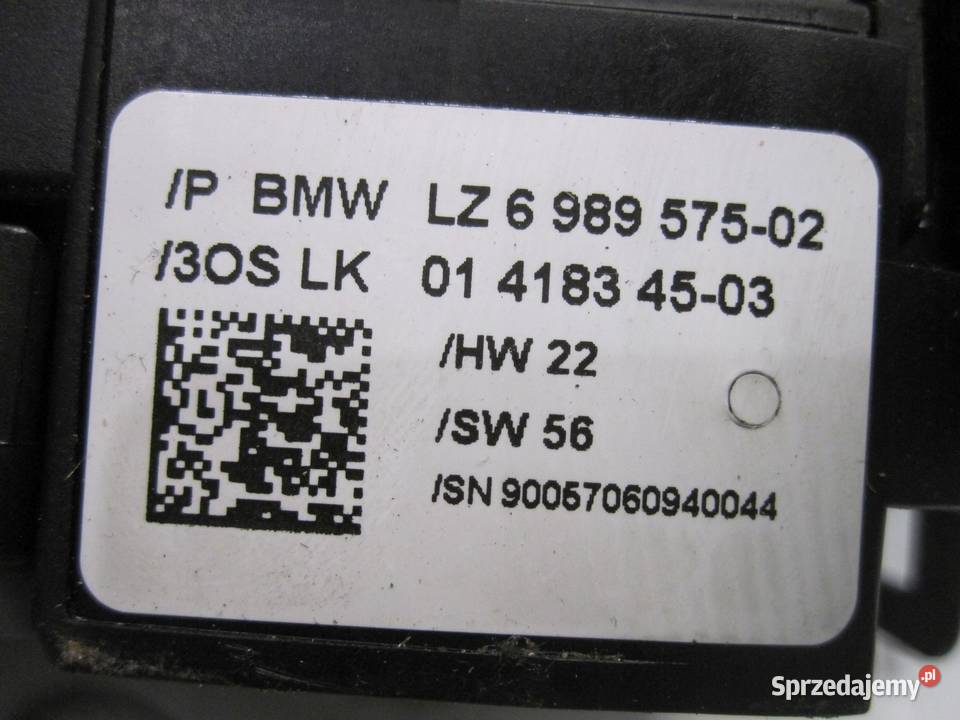 /P BMW LZ 6 989 575-02
/3OS LK 01 4183 45-03
/HW 22
/SW 56
/SN 90057060940044
Sprzedajemy.pl